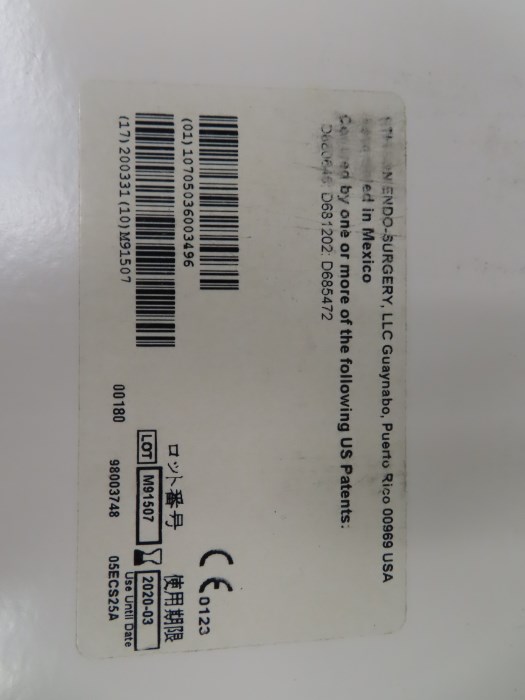 ENDO-SURGERY, LLC Guaynabo, Puerto Rico 00969 USA
in Mexico
by one or more of the following US Patents:
D681202; D685472
(01)10705036003496
(17)200331(10)M91507
ロット番号
LOT M91507
使用期限
2020-03
Use Until Date
CE 0123
00180
98003748
05ECS25A